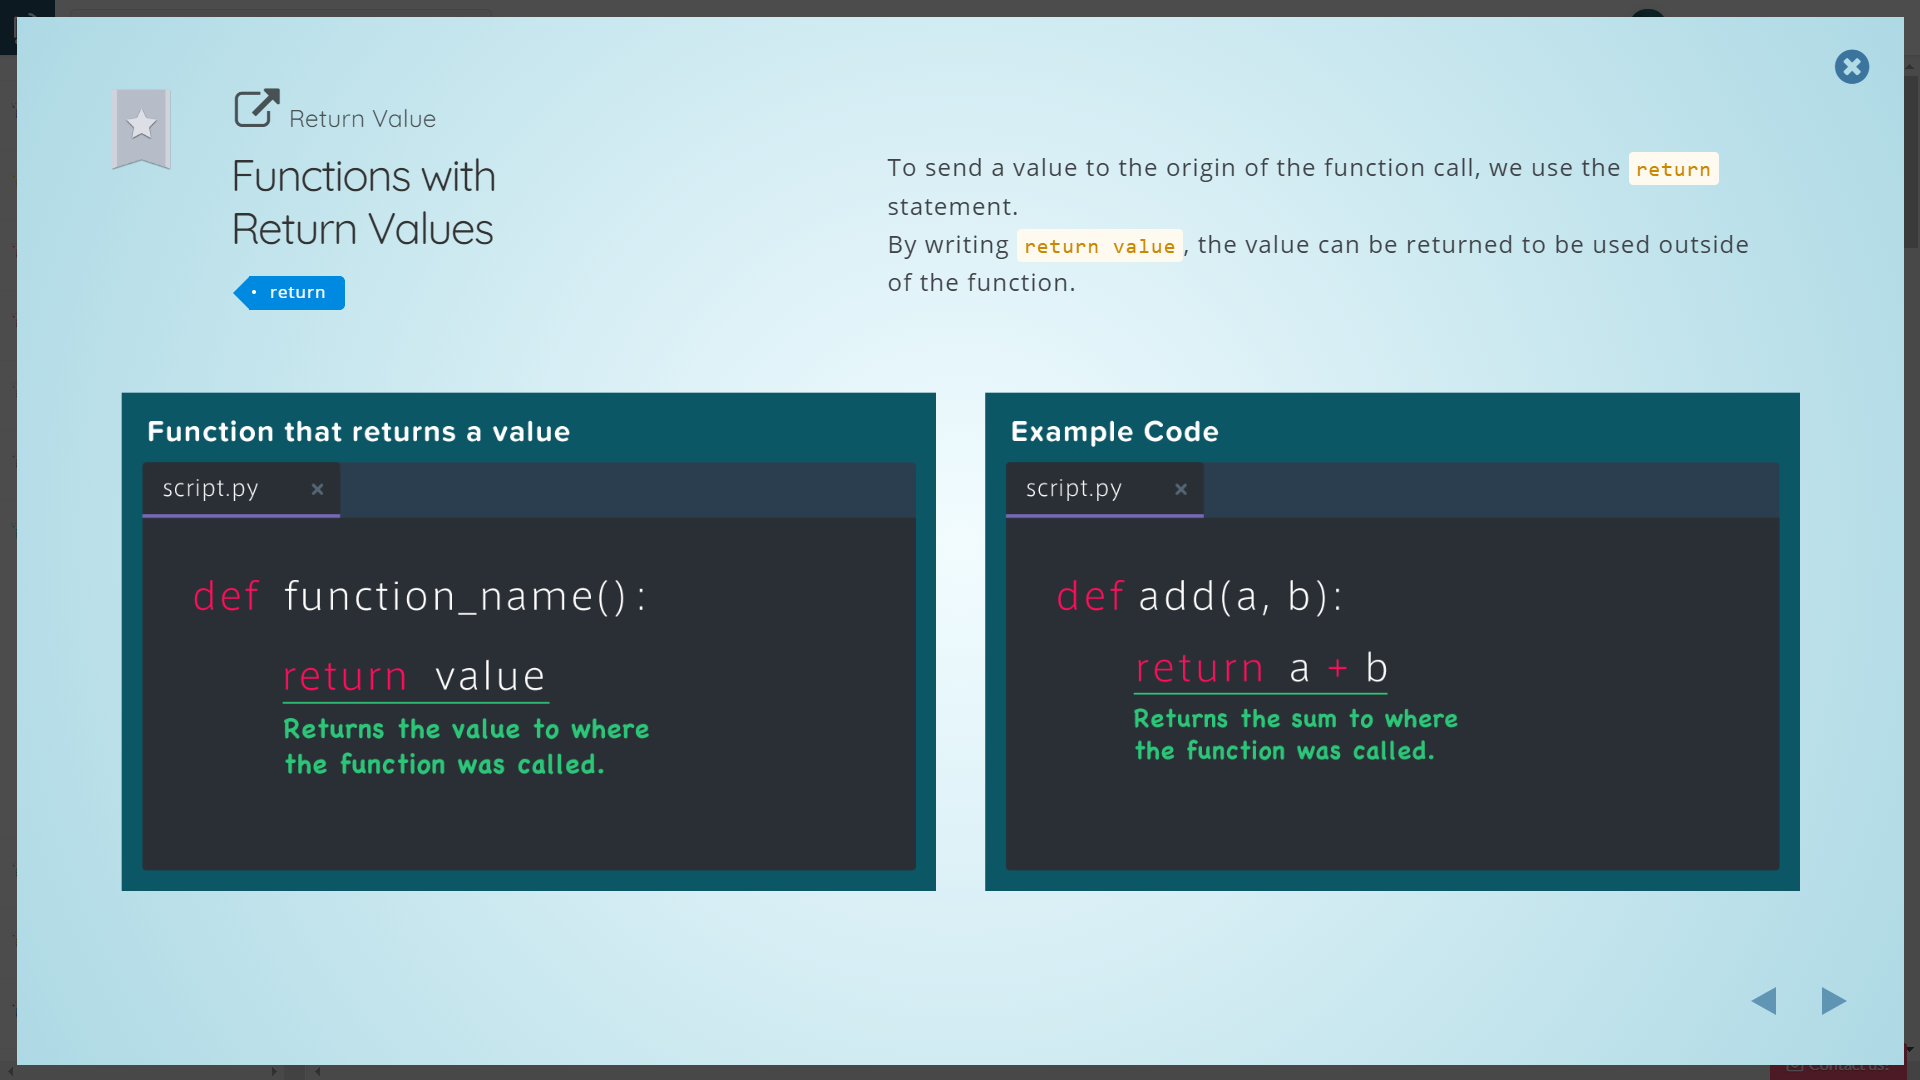 Return Value
Functions with
Return Values
return
To send a value to the origin of the function call, we use the return
statement.
By writing return value, the value can be returned to be used outside
of the function.
Function that returns a value
script.py
def function_name():
return value
Returns the value to where
the function was called.
Example Code
script.py
def add(a, b):
return a + b
Returns the sum to where
the function was called.
Contact us!